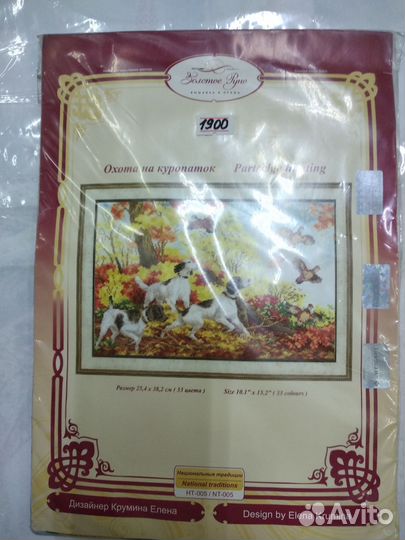 Золотое Руно
1900
Охота на куропаток
Partridge Hunting
Размер 25,4 x 38,2 см ( 33 цвета )
Size 10.1" x 15.2" ( 33 colours )
Национальные традиции
National traditions
НТ-005 / NT-005
Дизайнер Крумина Елена
Design by Elena Krumina
Avito